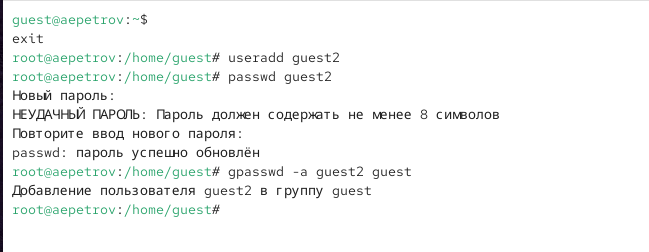 guest@aepetrov:~$
exit
root@aepetrov:/home/guest# useradd guest2
root@aepetrov:/home/guest# passwd guest2
Новый пароль:
НЕУДАЧНЫЙ ПАРОЛЬ: Пароль должен содержать не менее 8 символов
Повторите ввод нового пароля:
passwd: пароль успешно обновлён
root@aepetrov:/home/guest# gpasswd -a guest2 guest
Добавление пользователя guest2 в группу guest
root@aepetrov:/home/guest#